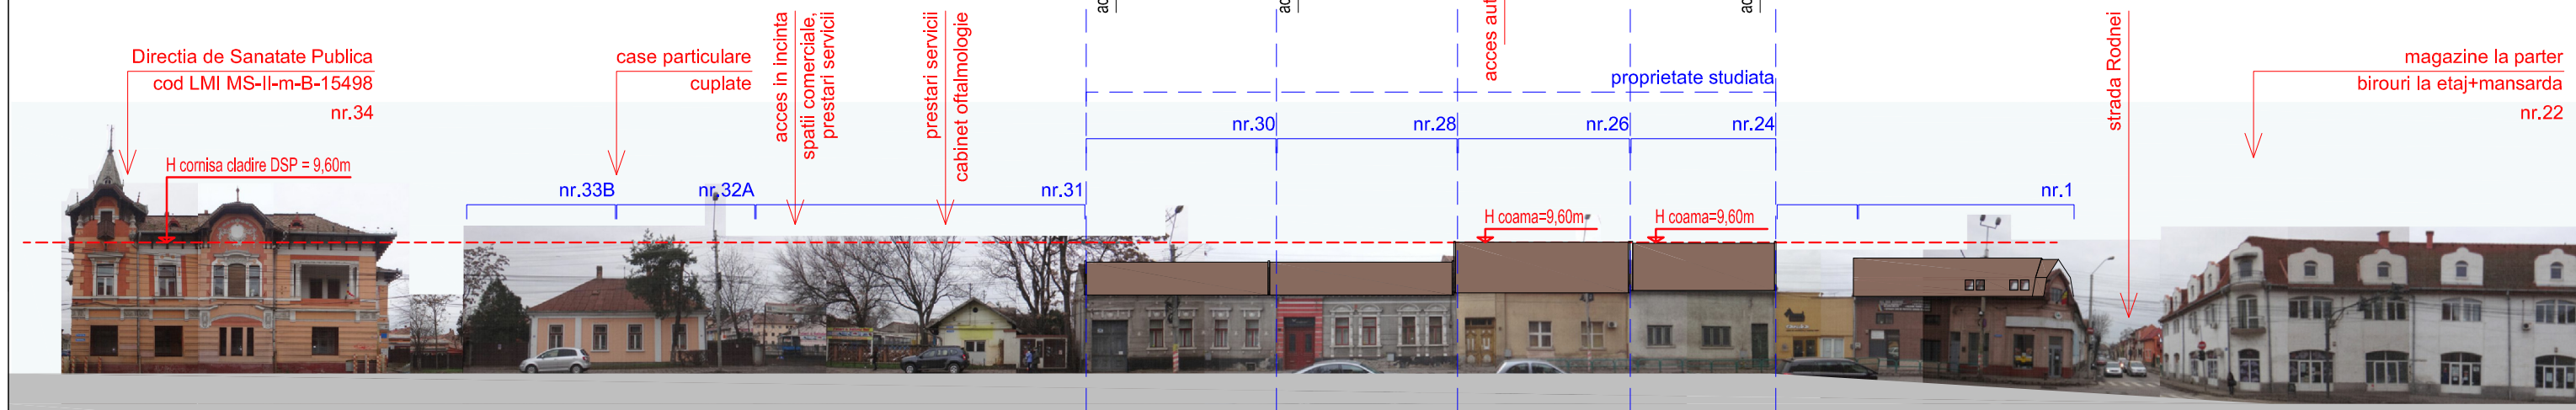 Directia de Sanatate Publica
cod LMI MS-II-m-B-15498
nr.34
H cornisa cladire DSP = 9,60m
case particulare
cuplate
acces in incinta
spatii comerciale,
prestari servicii
prestari servicii
cabinet oftalmologie
nr.33B
nr.32A
nr.31
proprietate studiata
nr.30
nr.28
nr.26
nr.24
H coama=9,60m
H coama=9,60m
nr.1
strada Rodnei
magazine la parter
birouri la etaj+mansarda
nr.22
acces